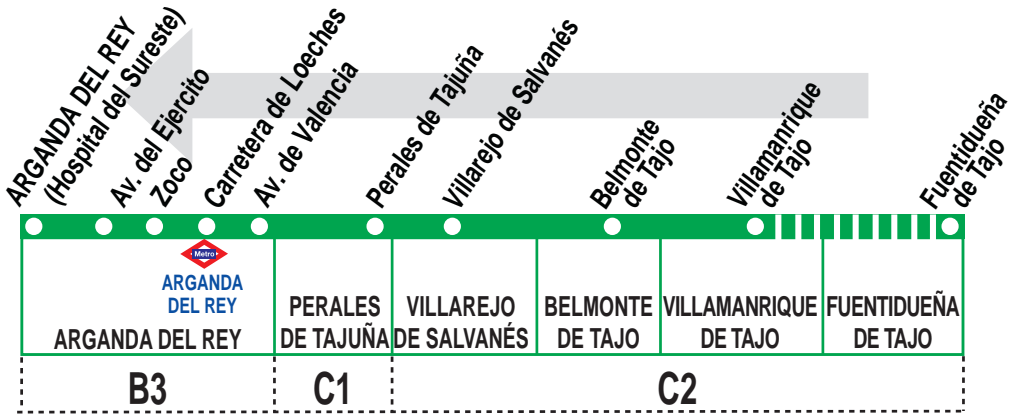 ARGANDA DEL REY
(Hospital del Sureste)
Av. del Ejercito
Zoco
Carretera de Loeches
Av. de Valencia
Perales de Tajuña
Villarejo de Salvanés
Belmonte
de Tajo
Villamanrique
de Tajo
Fuentidueña
de Tajo
Metro
ARGANDA
DEL REY
ARGANDA DEL REY
PERALES
DE TAJUÑA
VILLAREJO
DE SALVANÉS
BELMONTE
DE TAJO
VILLAMANRIQUE
DE TAJO
FUENTIDUEÑA
DE TAJO
B3
C1
C2